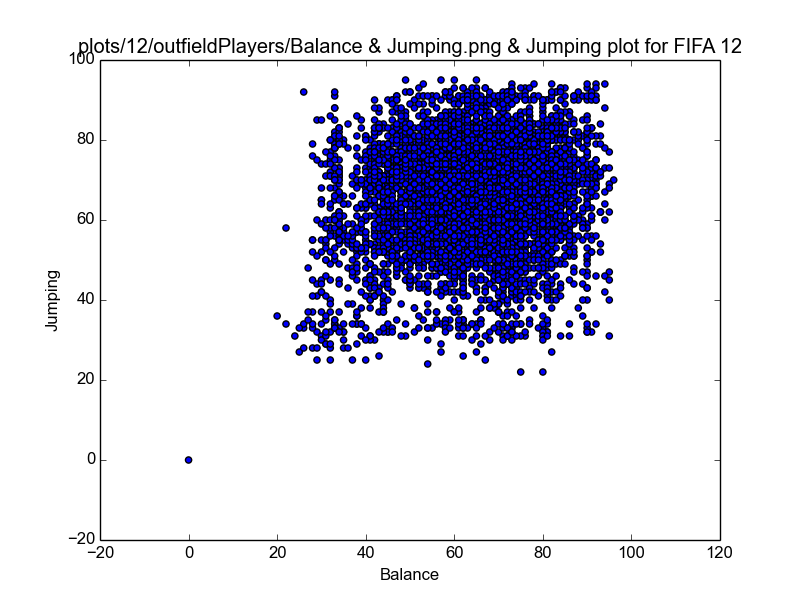 plots/12/outfieldPlayers/Balance & Jumping.png & Jumping plot for FIFA 12
100
80
60
40
20
0
−20
Jumping
−20 0 20 40 60 80 100 120
Balance